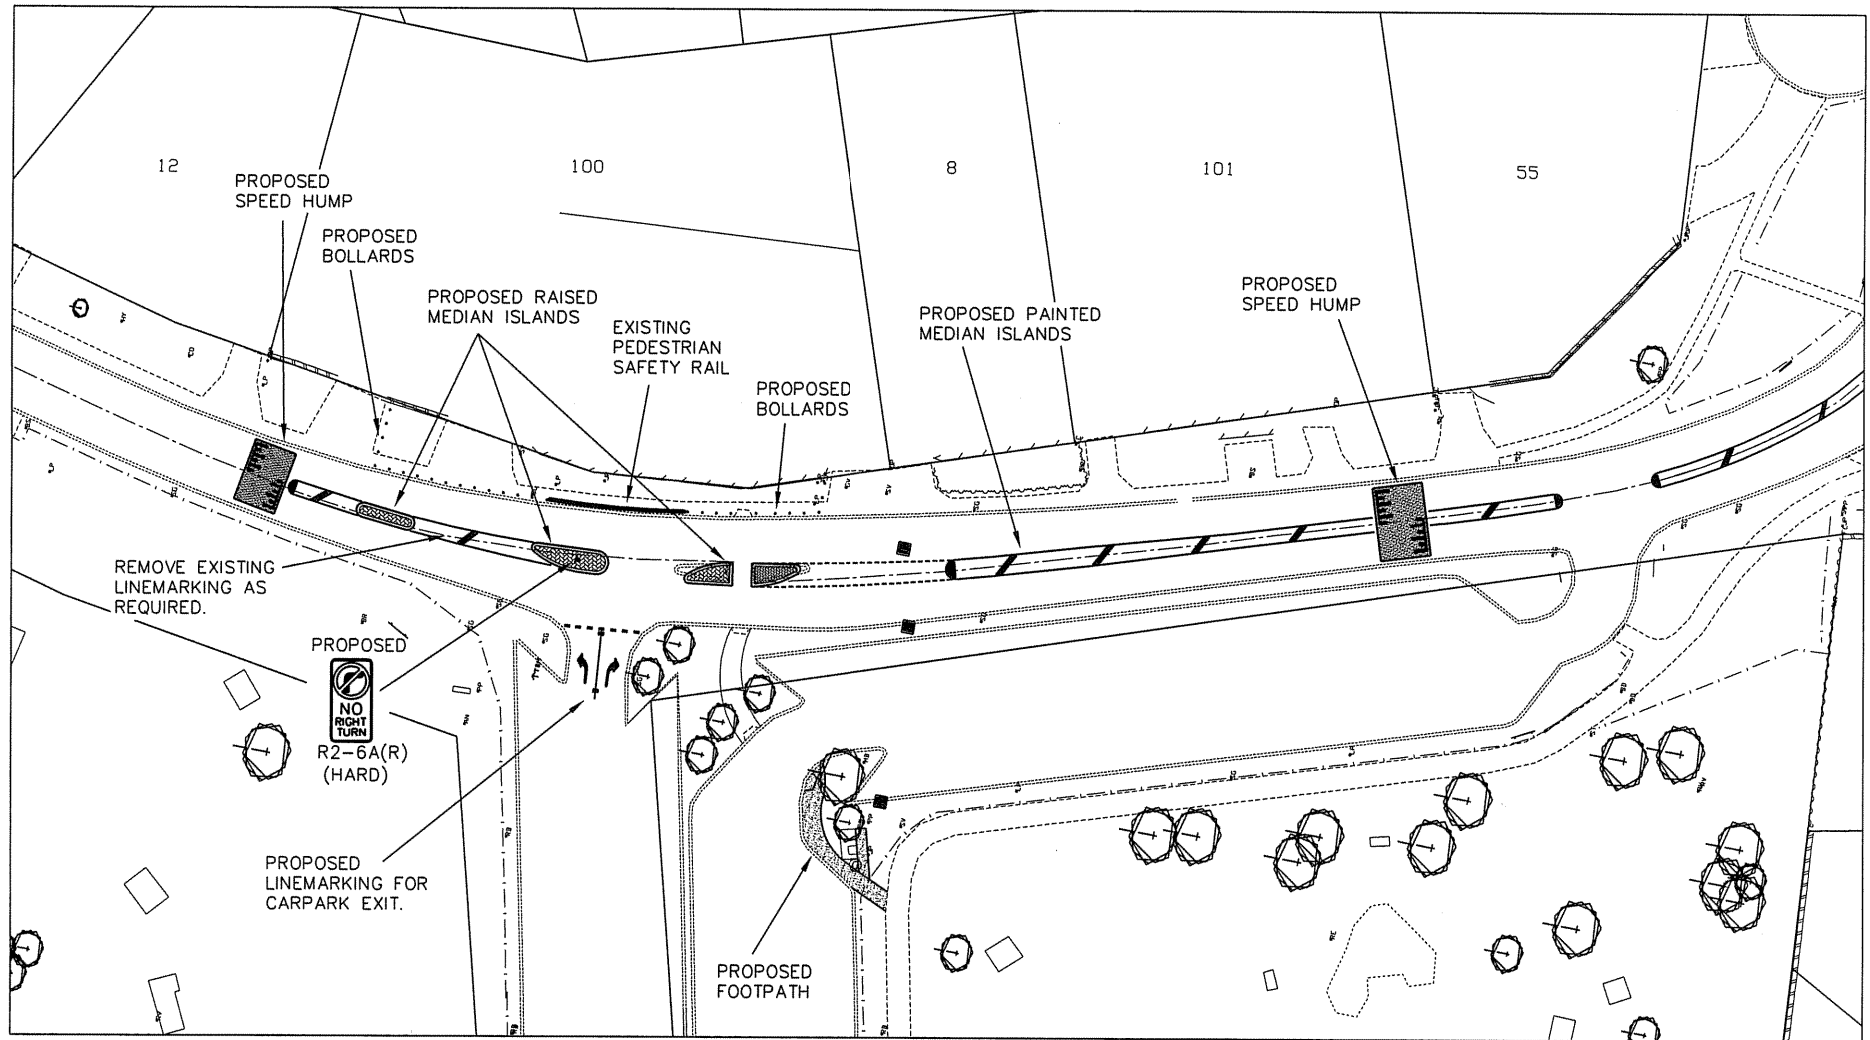 12
100
8
101
55
PROPOSED
SPEED HUMP
PROPOSED
BOLLARDS
PROPOSED RAISED
MEDIAN ISLANDS
EXISTING
PEDESTRIAN
SAFETY RAIL
PROPOSED
BOLLARDS
PROPOSED PAINTED
MEDIAN ISLANDS
PROPOSED
SPEED HUMP
REMOVE EXISTING
LINEMARKING AS
REQUIRED.
PROPOSED
NO
RIGHT
TURN
R2-6A(R)
(HARD)
PROPOSED
LINEMARKING FOR
CARPARK EXIT.
PROPOSED
FOOTPATH